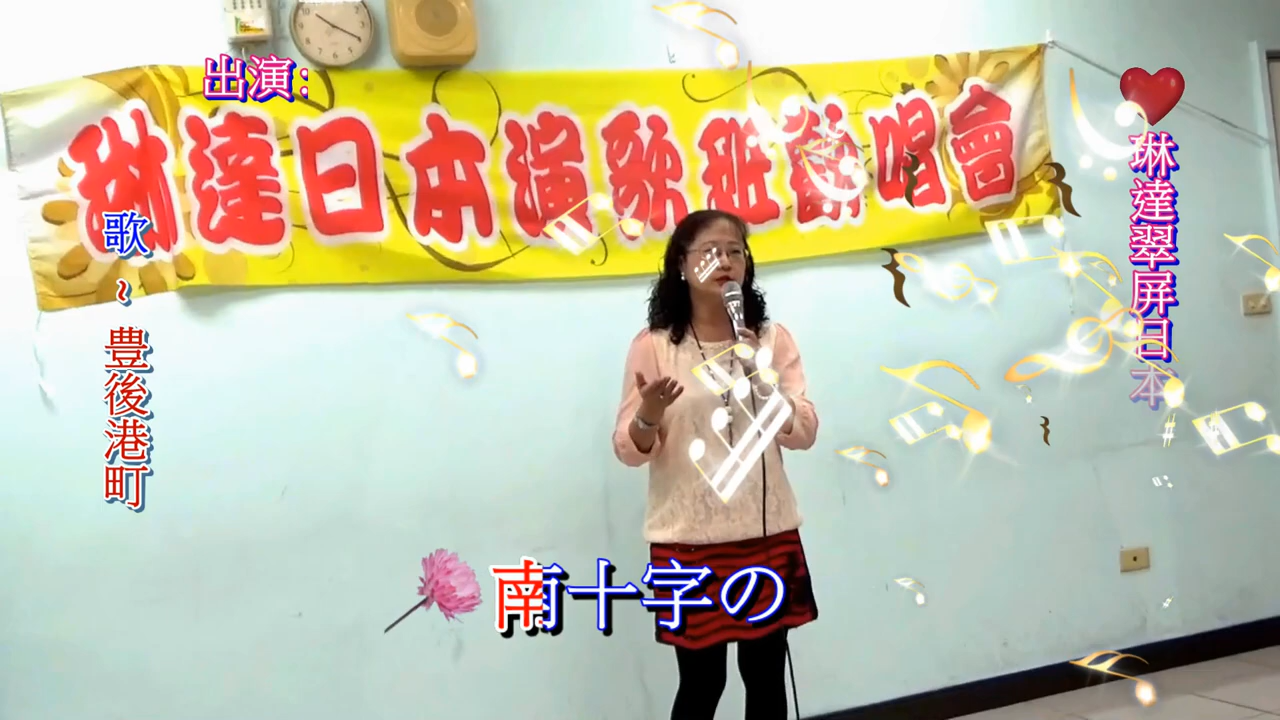 出演:
琳達日本演歌班歡唱會
琳達翠屏日本
歌~豊後港町
南十字の